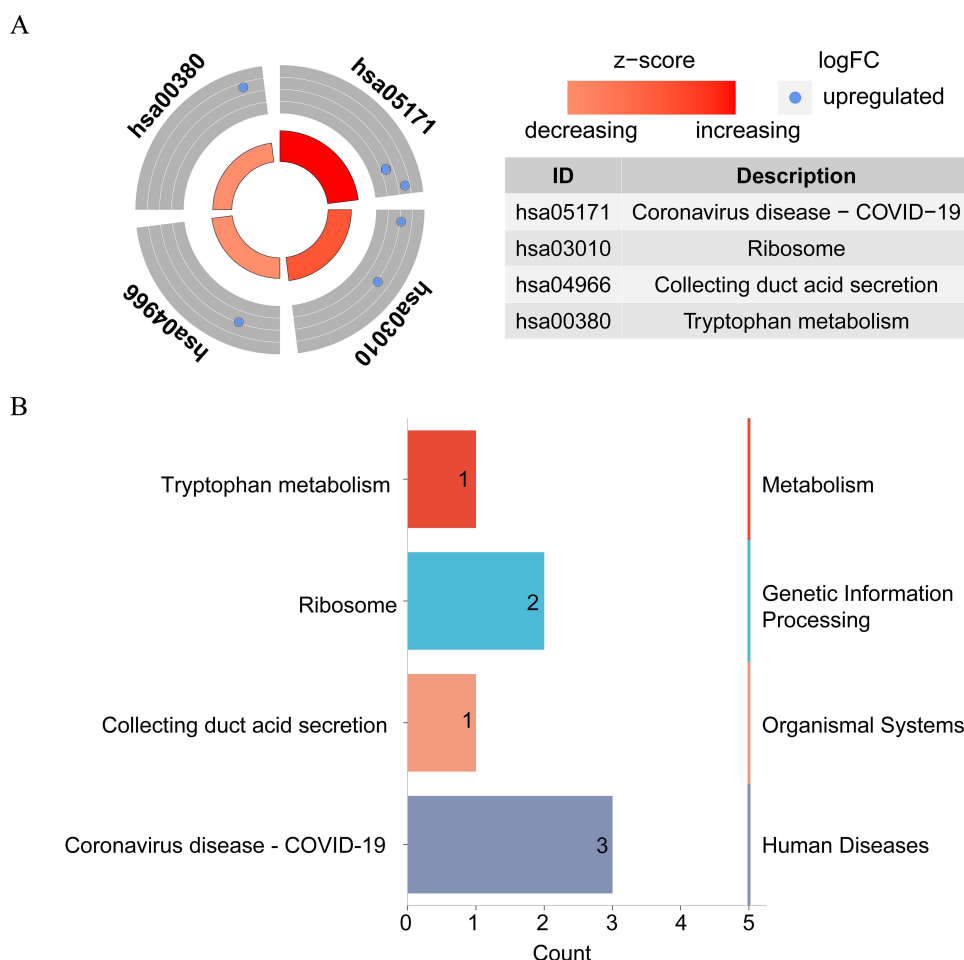 A
hsa00380
hsa05171
hsa04966
hsa03010
z−score
decreasing increasing
logFC
upregulated
ID Description
hsa05171 Coronavirus disease − COVID−19
hsa03010 Ribosome
hsa04966 Collecting duct acid secretion
hsa00380 Tryptophan metabolism
B
Tryptophan metabolism 1 Metabolism
Ribosome 2 Genetic Information
Processing
Collecting duct acid secretion 1 Organismal Systems
Coronavirus disease - COVID-19 3 Human Diseases
0 1 2 3 4 5
Count